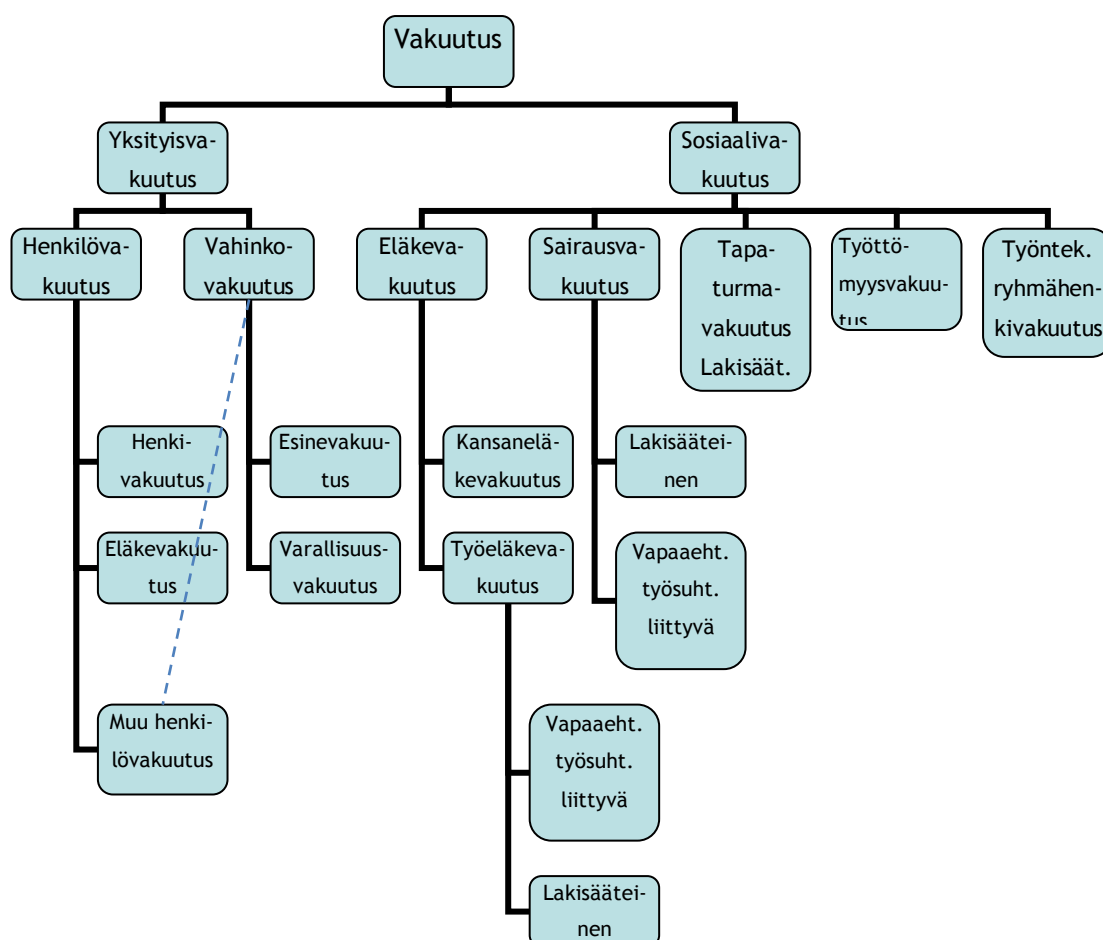 Vakuutus
Yksityisva-
kuutus
Sosiaaliva-
kuutus
Henkilöva-
kuutus
Vahinko-
vakuutus
Eläkeva-
kuutus
Sairausva-
kuutus
Tapa-
turma-
vakuutus
Lakisäät.
Työttö-
myysvakuu-
tus
Työntek.
ryhmähen-
kivakuutus
Henki-
vakuutus
Esinevakuu-
tus
Kansanelä-
kevakuutus
Lakisäätei-
nen
Eläkevakuu-
tus
Varallisuus-
vakuutus
Työeläkeva-
kuutus
Vapaaeht.
työsuht.
liittyvä
Muu henki-
lövakuutus
Vapaaeht.
työsuht.
liittyvä
Lakisäätei-
nen